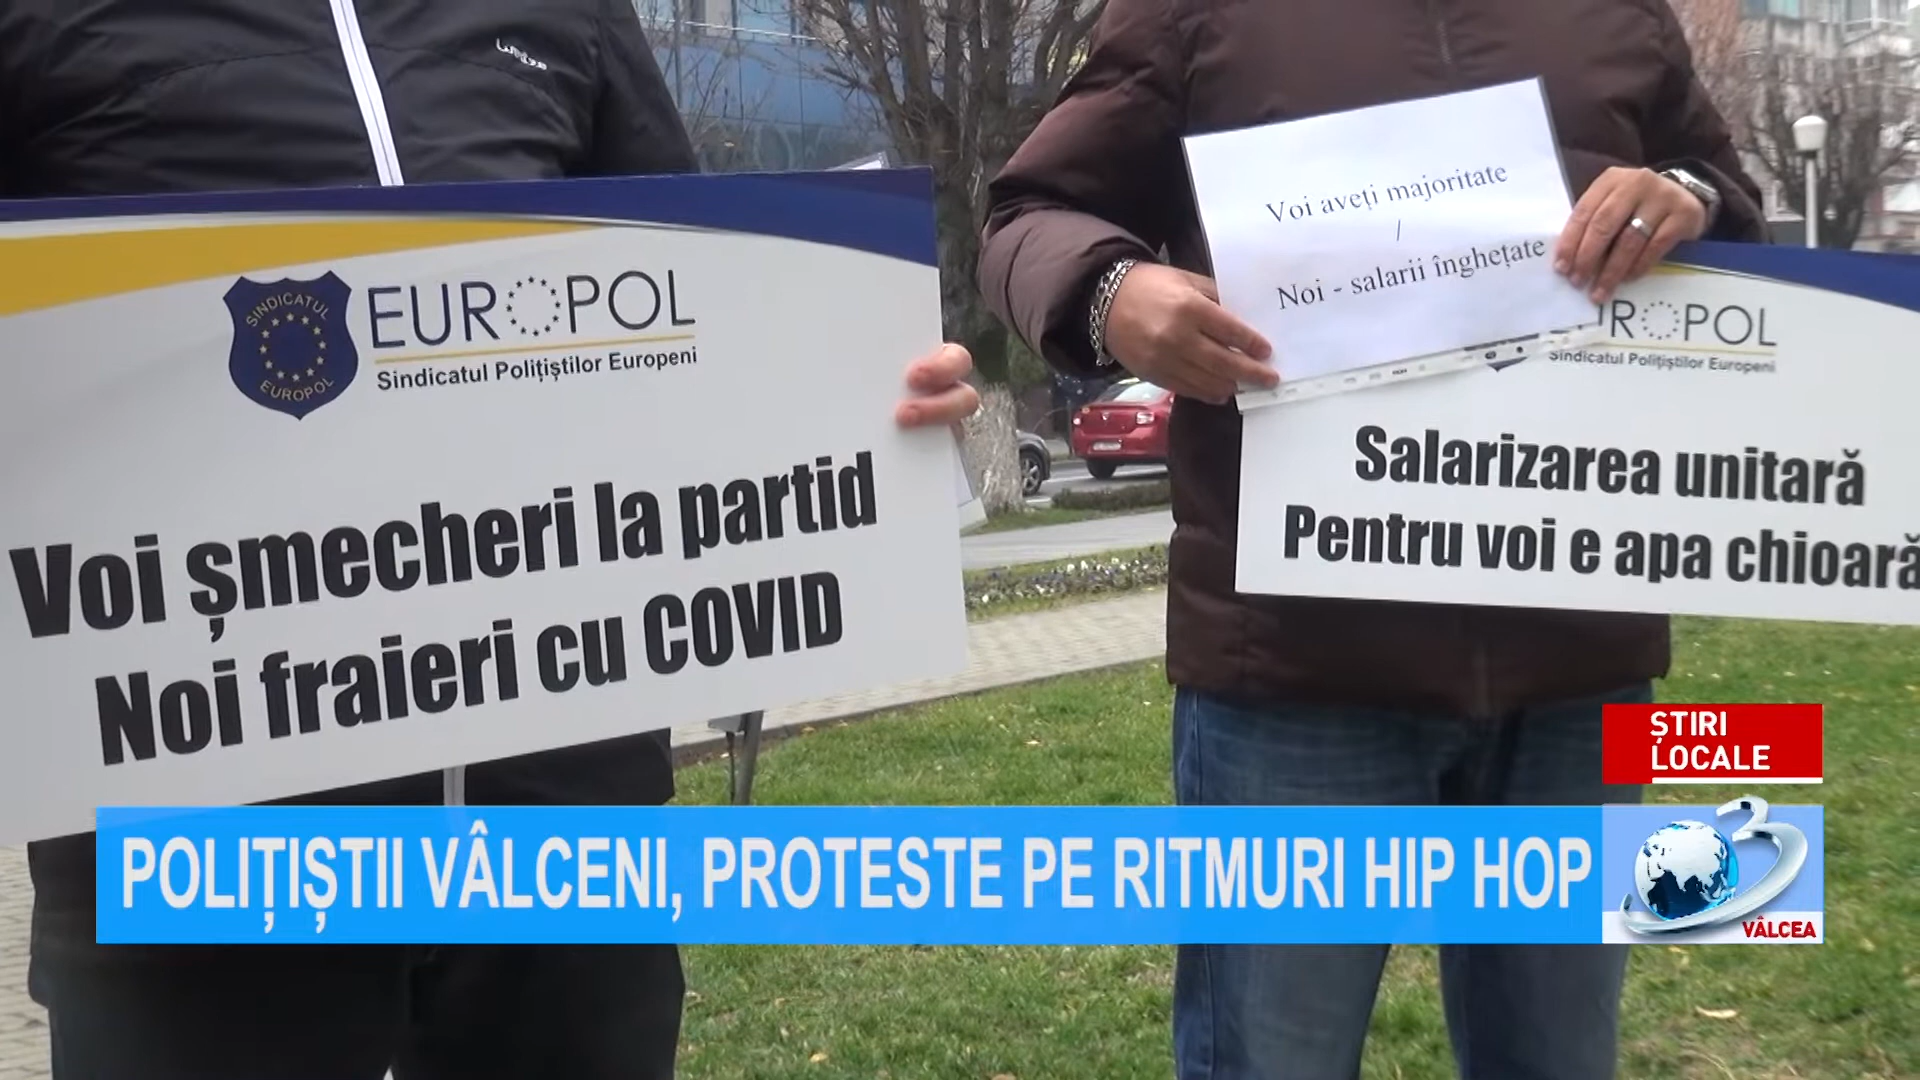 SINDICATUL
EUROPOL
EUROPOL
Sindicatul Polițiștilor Europeni
Voi șmecheri la partid
Noi fraieri cu COVID
Voi aveți majoritate
/
Noi - salarii înghețate
ROPOL
Sindicatul Polițiștilor Europeni
Salarizarea unitară
Pentru voi e apa chioară
ȘTIRI
LOCALE
POLIȚIȘTII VÂLCENI, PROTESTE PE RITMURI HIP HOP
3
VÂLCEA